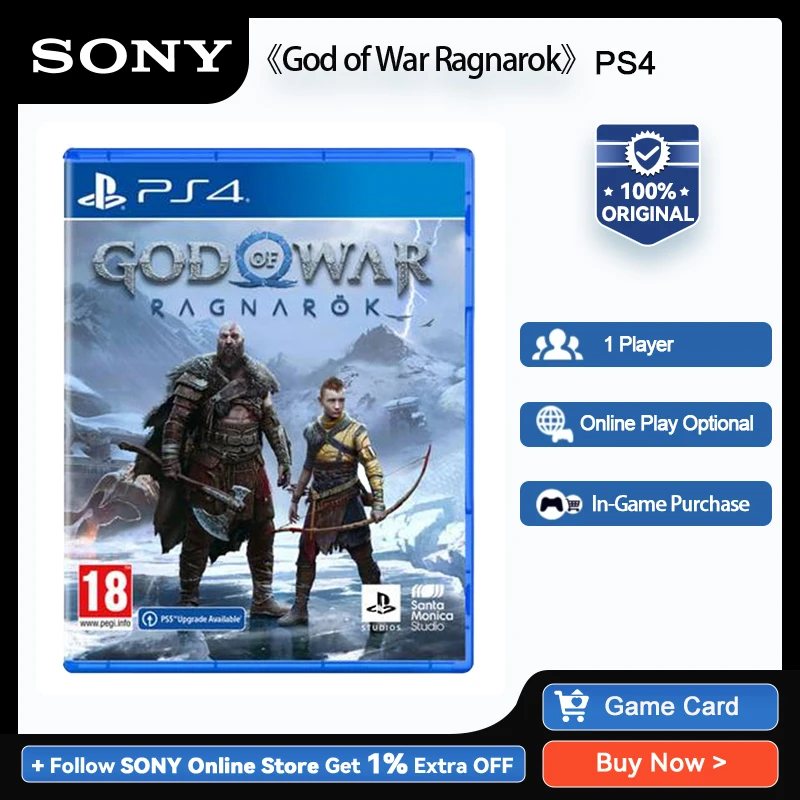 SONY
《God of War Ragnarok》 PS4
PS4
GOD OF WAR
RAGNARÖK
18
www.pegi.info
PS5™ Upgrade Available
PlayStation
STUDIOS
Santa
Monica
Studio
100%
ORIGINAL
1 Player
Online Play Optional
In-Game Purchase
Game Card
+ Follow SONY Online Store Get 1% Extra OFF
Buy Now >